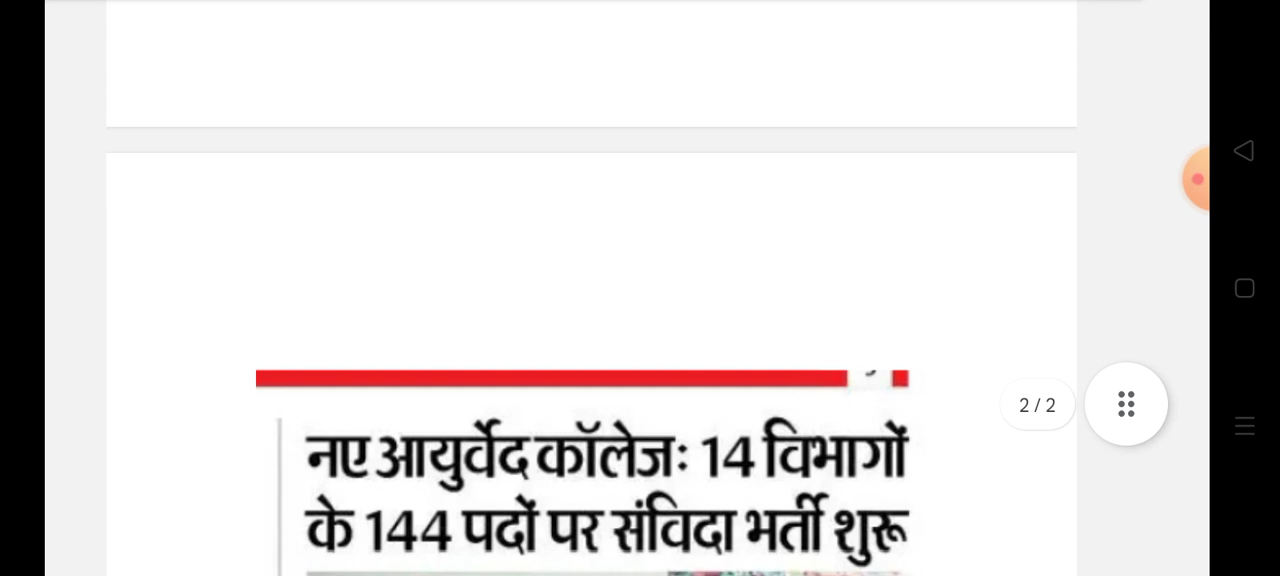 नए आयुर्वेद कॉलेजः 14 विभागों
के 144 पदों पर संविदा भर्ती शुरू
2 / 2